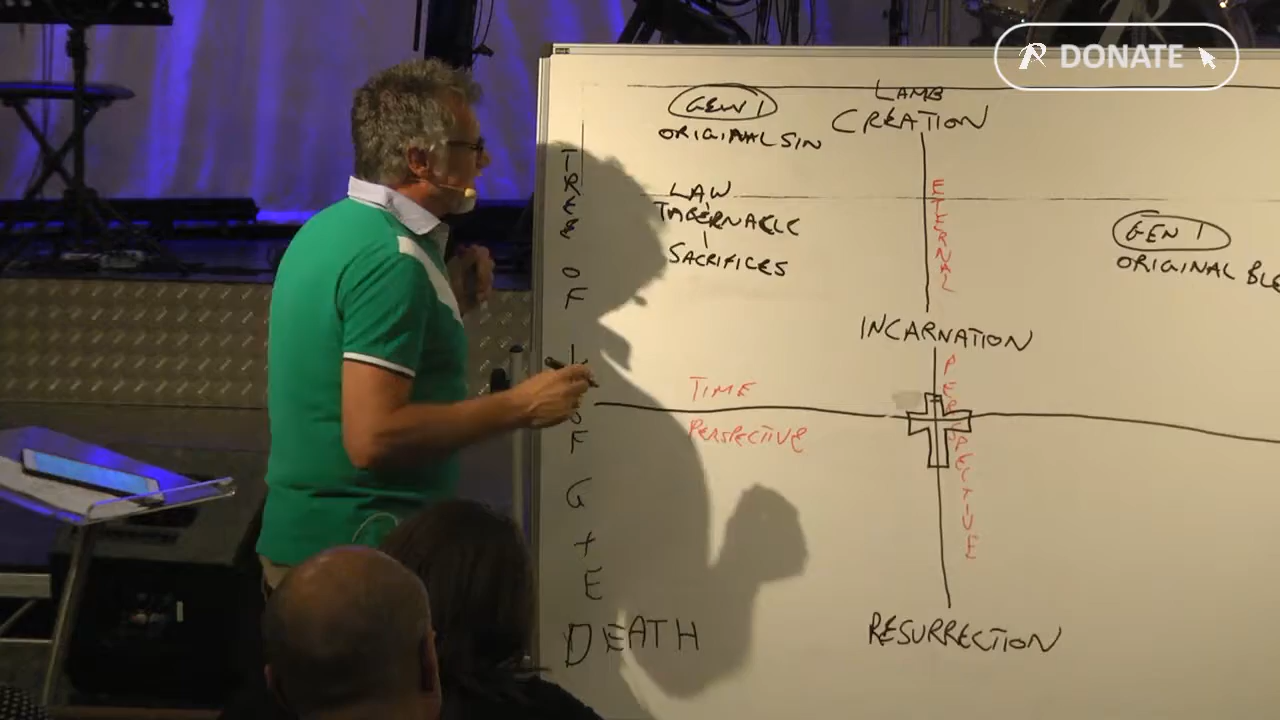 DONATE
LAMB
CREATION
GEN 1
ORIGINAL SIN
LAW
TABERNACLE
SACRIFICES
ETERNAL
PERSPECTIVE
GEN 1
ORIGINAL BLE
INCARNATION
TIME
PERSPECTIVE
TREE OF K OF G + E
DEATH
RESURRECTION